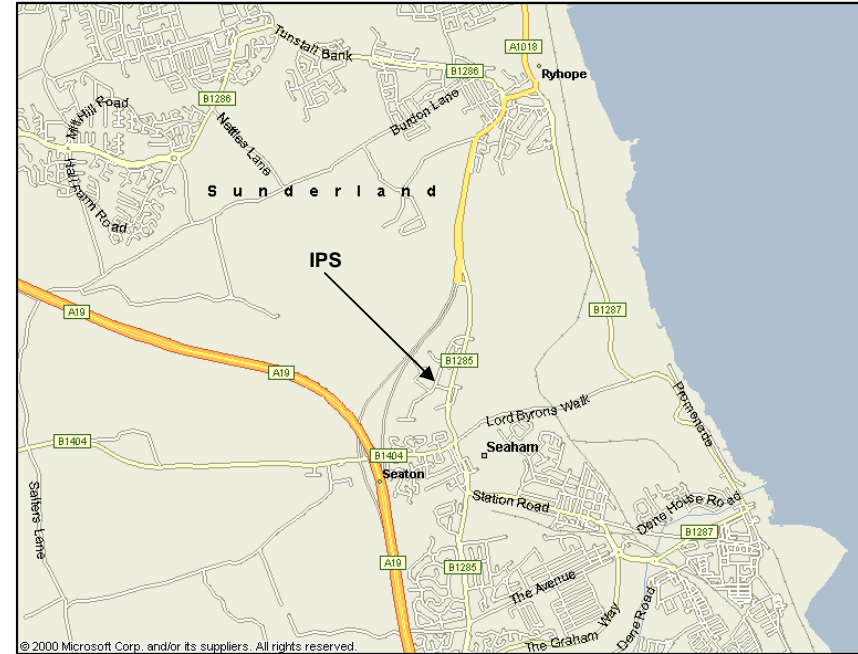 Tunstall Bank
A1018
B1286
Ryhope
B1286
Mill Hill Road
Burdon Lane
Nettles Lane
Hall Farm Road
Sunderland
IPS
A19
B1287
A19
B1285
Promenade
Lord Byrons Walk
B1404
B1404
Seaham
Seaton
Salters Lane
Station Road
Dene House Road
B1287
A19
B1285
The Avenue
The Graham Way
Dene Road
© 2000 Microsoft Corp. and/or its suppliers. All rights reserved.